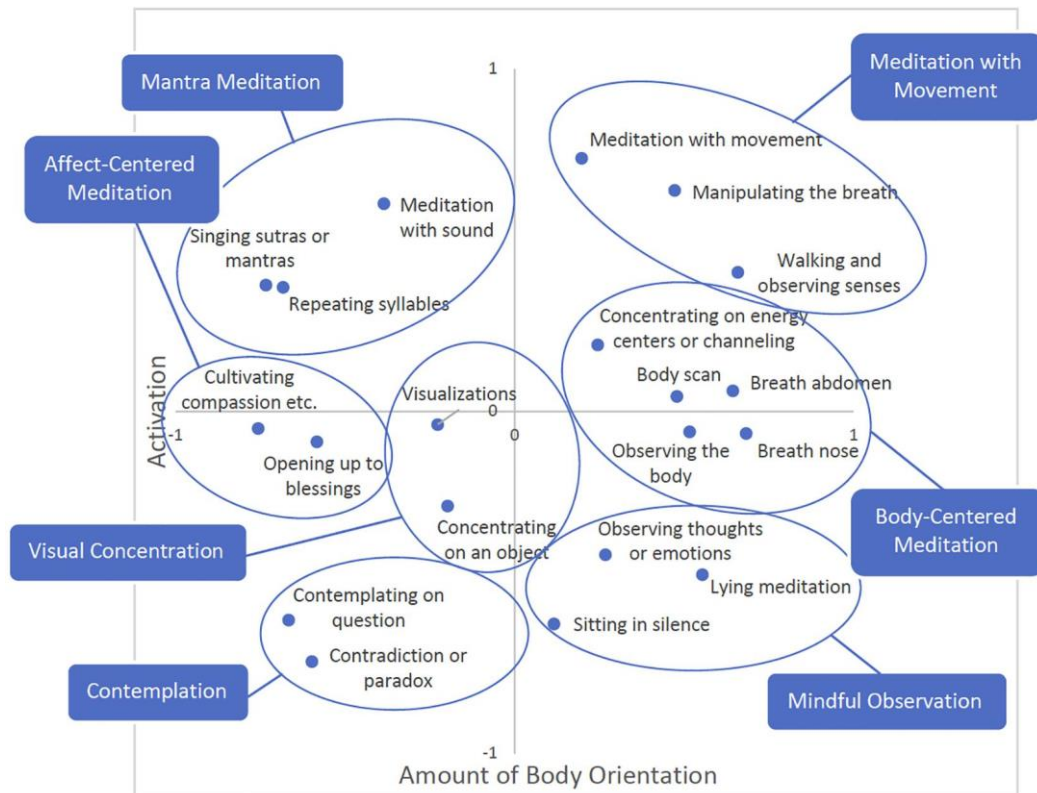 Mantra Meditation
Meditation with
Movement
Affect-Centered
Meditation
1
Meditation with movement
Manipulating the breath
Meditation
with sound
Singing sutras or
mantras
Repeating syllables
Walking and
observing senses
Concentrating on energy
centers or channeling
Body scan
Breath abdomen
Cultivating
compassion etc.
Visualizations
Activation
-1
0
0
1
Opening up to
blessings
Observing the
body
Breath nose
Visual Concentration
Concentrating
on an object
Observing thoughts
or emotions
Body-Centered
Meditation
Lying meditation
Contemplating on
question
Sitting in silence
Contradiction or
paradox
Contemplation
Mindful Observation
-1
Amount of Body Orientation